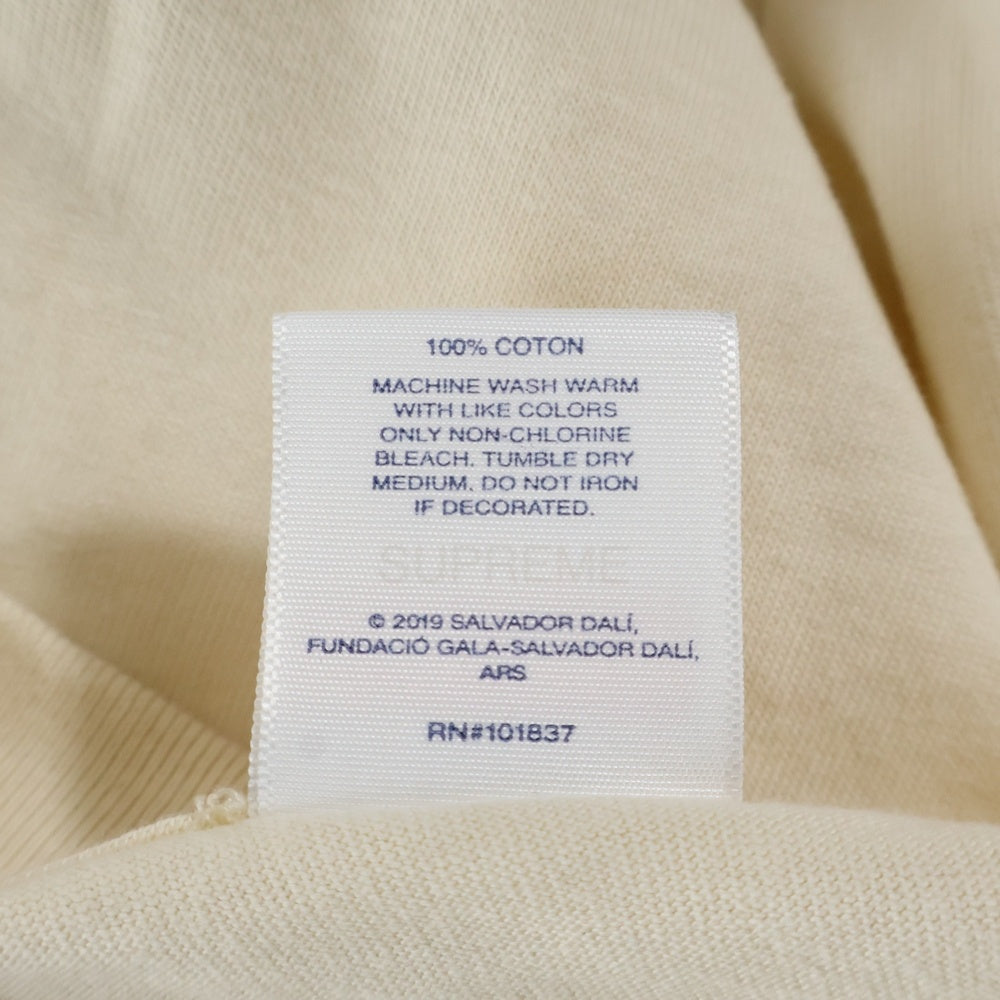 100% COTON
MACHINE WASH WARM
WITH LIKE COLORS
ONLY NON-CHLORINE
BLEACH. TUMBLE DRY
MEDIUM. DO NOT IRON
IF DECORATED.
SUPREME
© 2019 SALVADOR DALÍ,
FUNDACIÓ GALA-SALVADOR DALÍ,
ARS
RN#101837